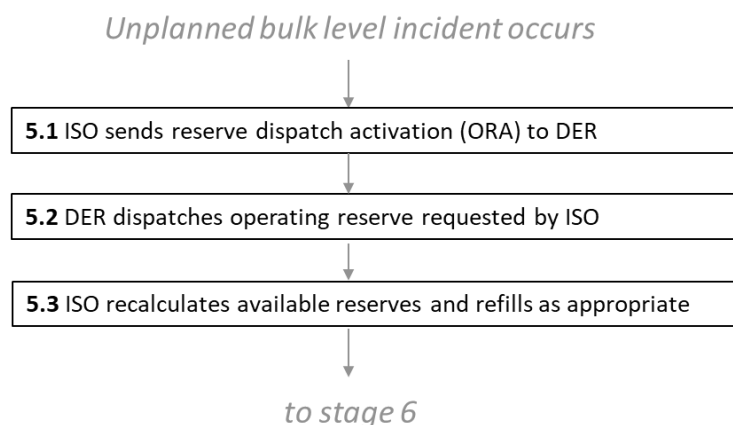 Unplanned bulk level incident occurs
5.1 ISO sends reserve dispatch activation (ORA) to DER
5.2 DER dispatches operating reserve requested by ISO
5.3 ISO recalculates available reserves and refills as appropriate
to stage 6